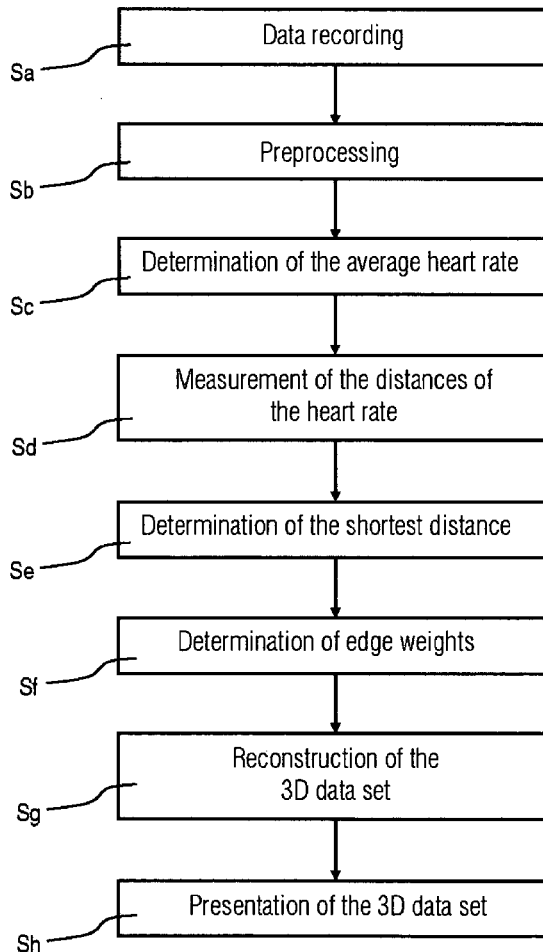 Data recording
Sa
Preprocessing
Sb
Determination of the average heart rate
Sc
Measurement of the distances of
the heart rate
Sd
Determination of the shortest distance
Se
Determination of edge weights
Sf
Reconstruction of the
3D data set
Sg
Presentation of the 3D data set
Sh